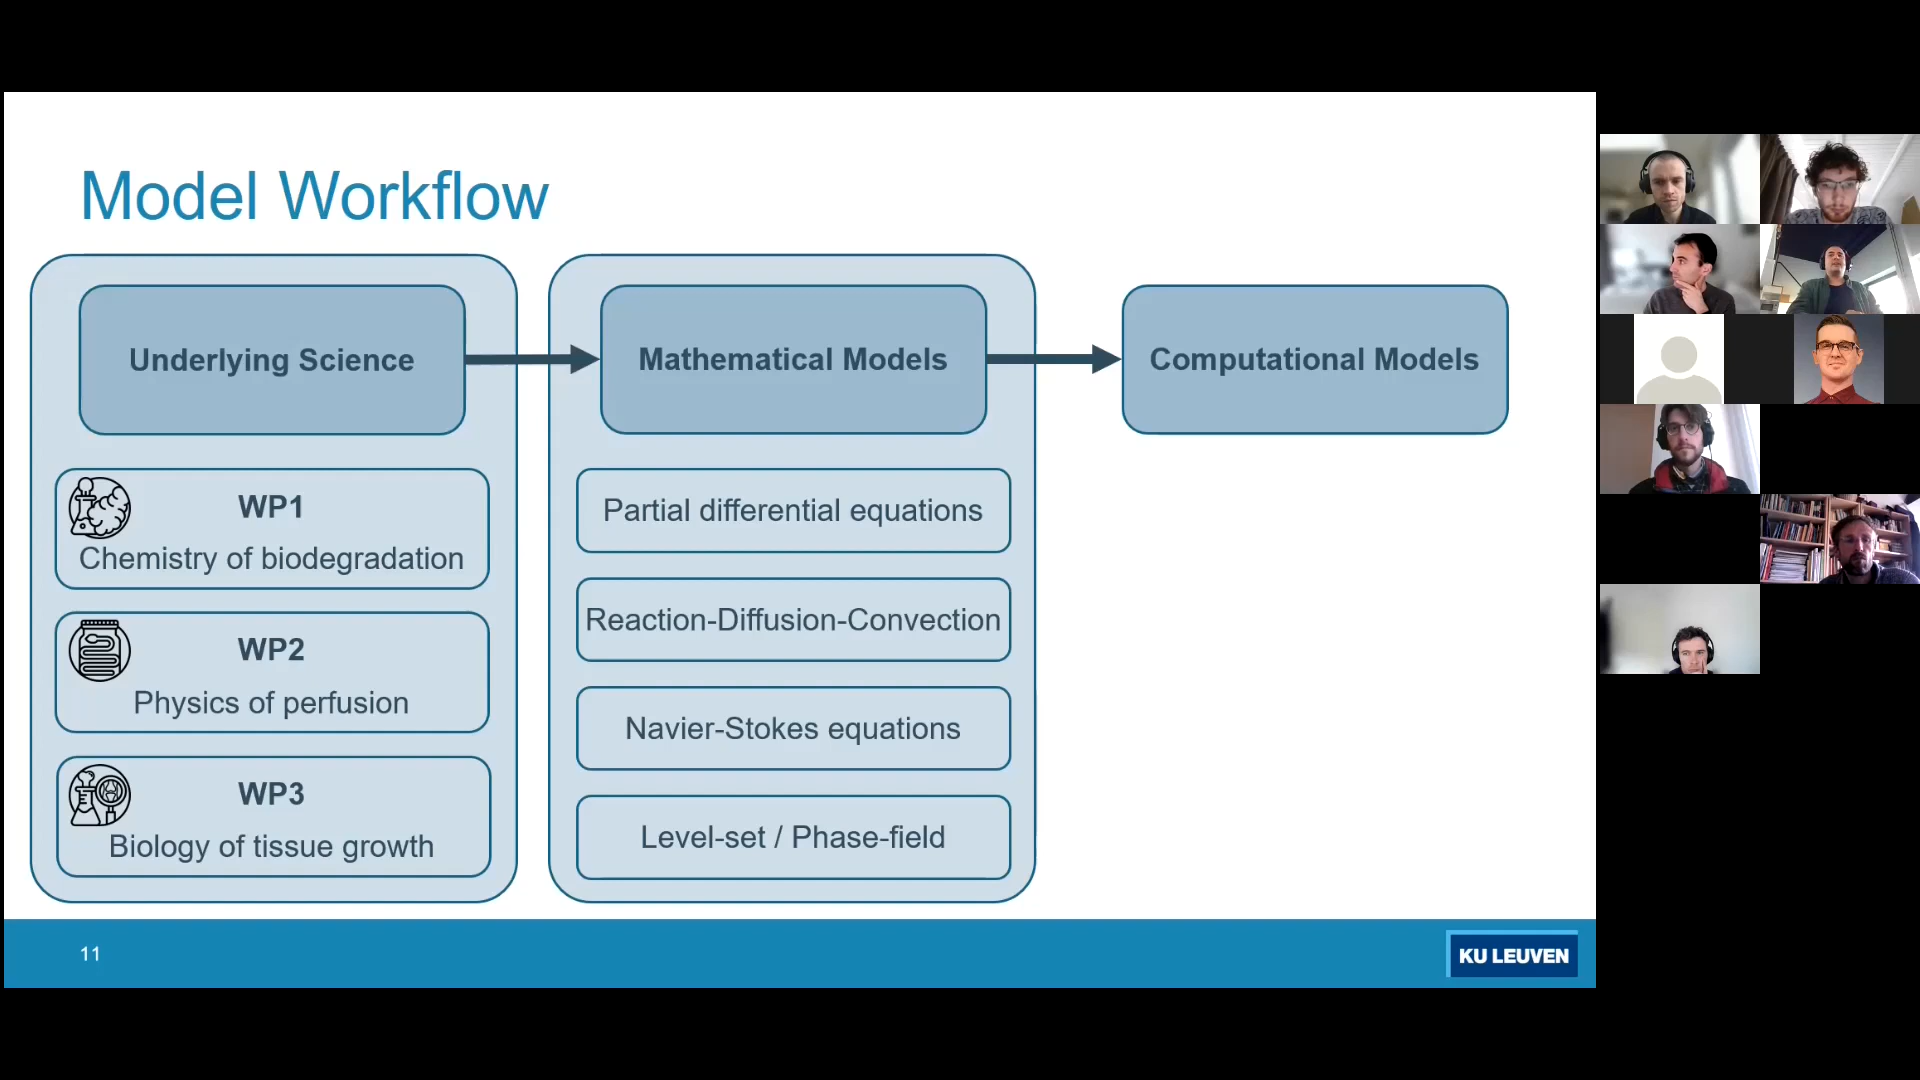 Model Workflow
Underlying Science
WP1
Chemistry of biodegradation
WP2
Physics of perfusion
WP3
Biology of tissue growth
Mathematical Models
Partial differential equations
Reaction-Diffusion-Convection
Navier-Stokes equations
Level-set / Phase-field
Computational Models
11
KU LEUVEN